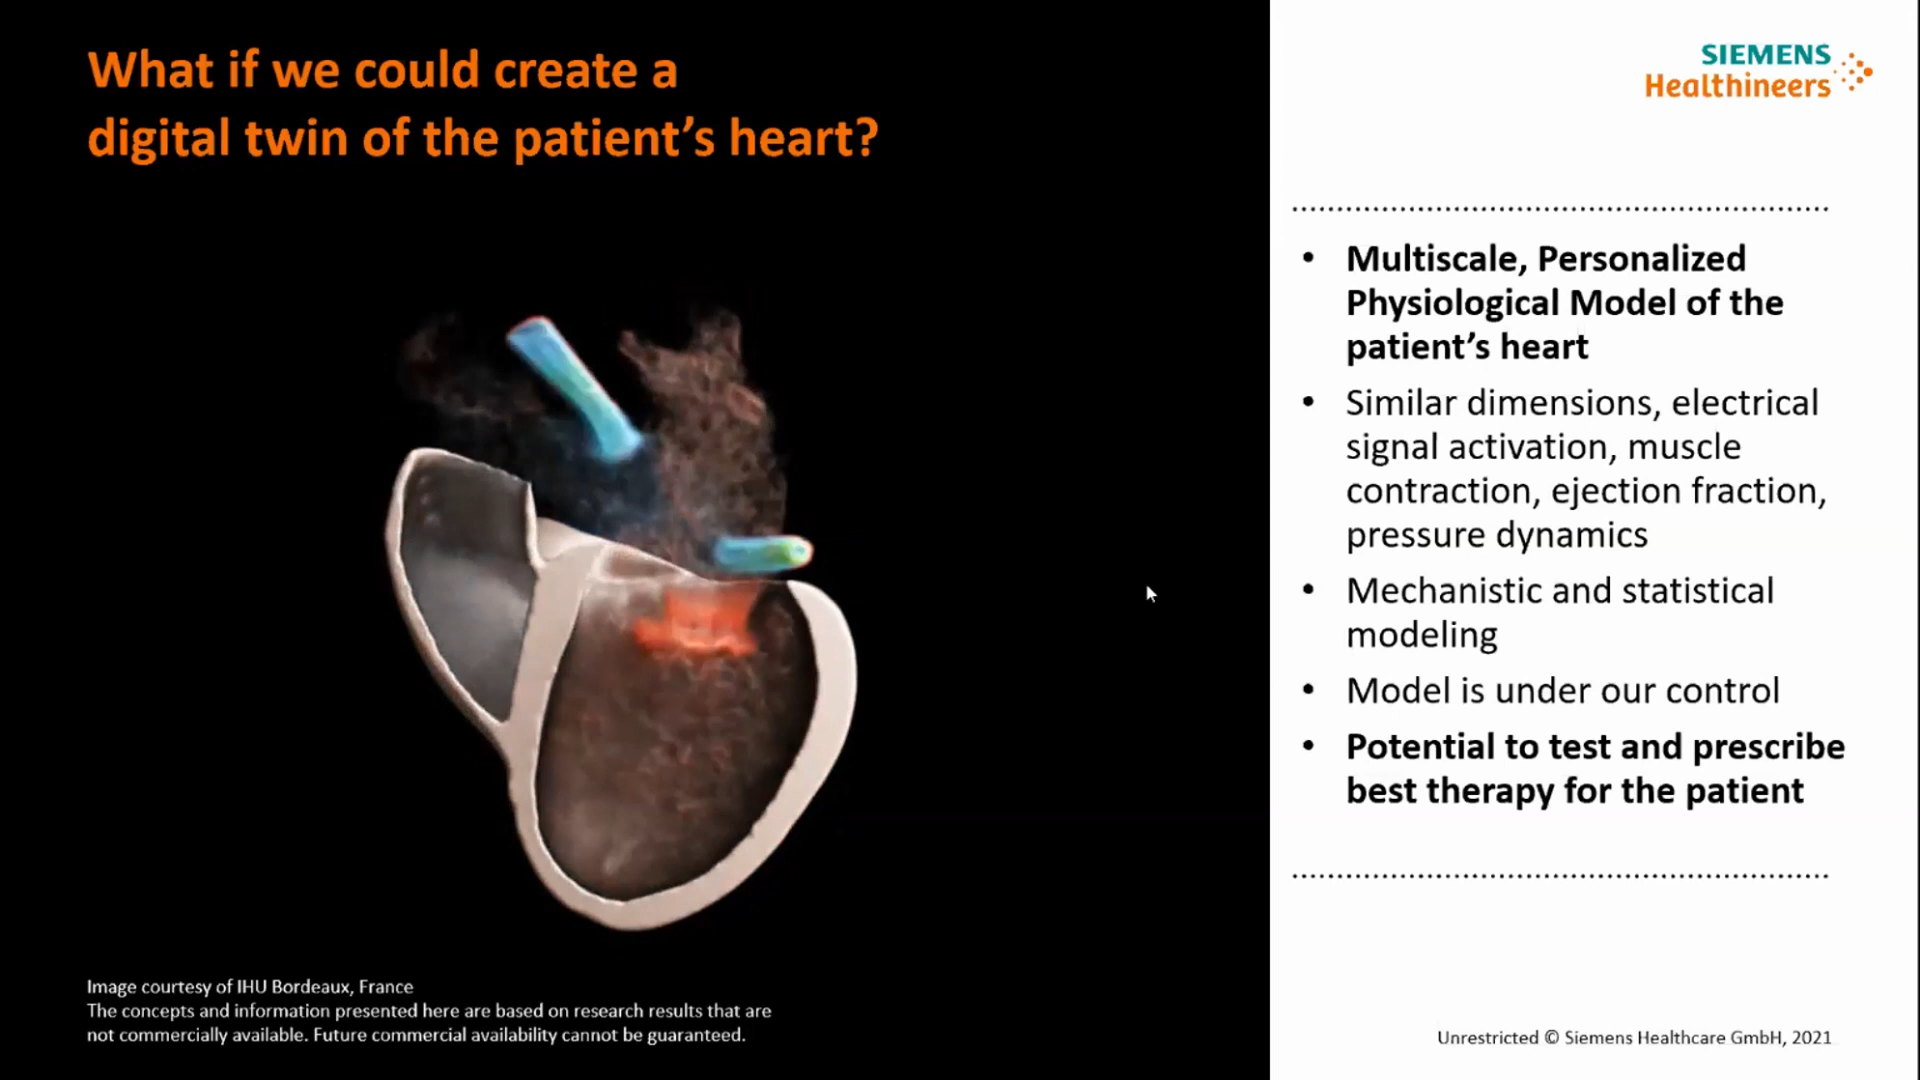 What if we could create a
digital twin of the patient’s heart?
SIEMENS
Healthineers
• Multiscale, Personalized
Physiological Model of the
patient’s heart
• Similar dimensions, electrical
signal activation, muscle
contraction, ejection fraction,
pressure dynamics
• Mechanistic and statistical
modeling
• Model is under our control
• Potential to test and prescribe
best therapy for the patient
Image courtesy of IHU Bordeaux, France
The concepts and information presented here are based on research results that are
not commercially available. Future commercial availability cannot be guaranteed.
Unrestricted © Siemens Healthcare GmbH, 2021